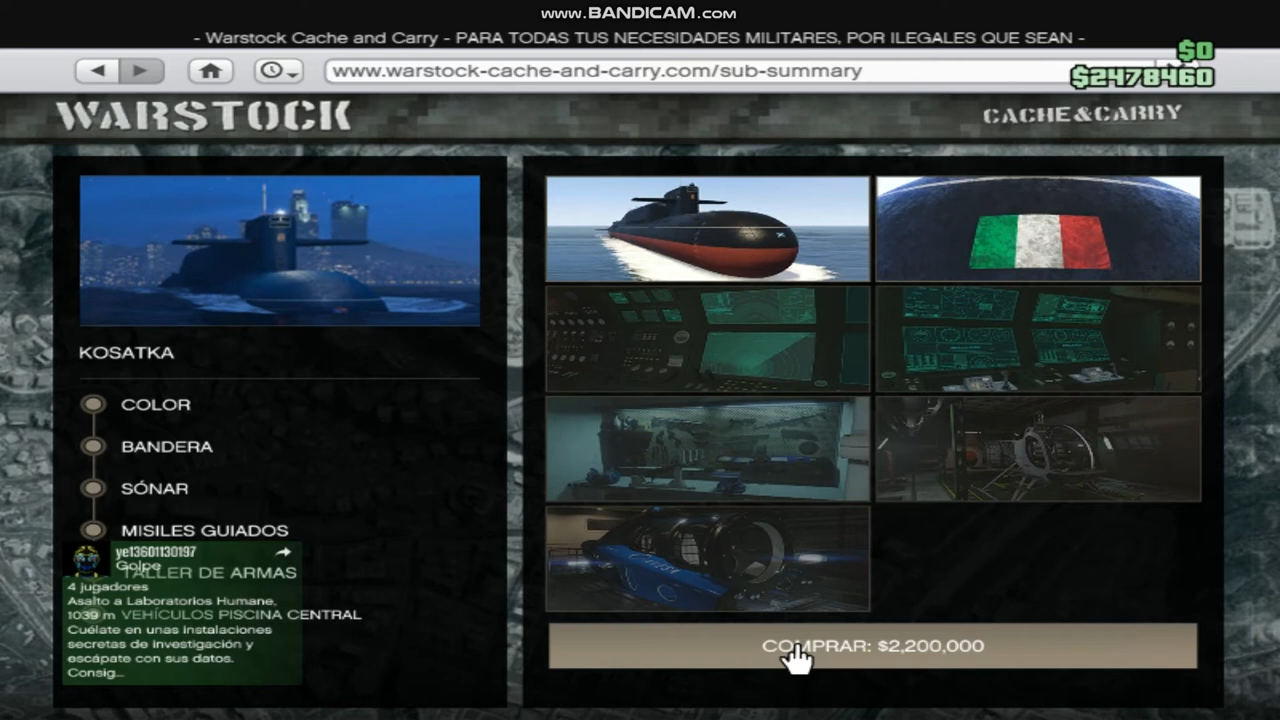 www.BANDICAM.com
- Warstock Cache and Carry - PARA TODAS TUS NECESIDADES MILITARES, POR ILEGALES QUE SEAN -
$0
www.warstock-cache-and-carry.com/sub-summary
$2478460
WARSTOCK
CACHE&CARRY
KOSATKA
COLOR
BANDERA
SÓNAR
MISILES GUIADOS
ye13601130197
Golpe
TALLER DE ARMAS
4 jugadores
Asalto a Laboratorios Humane,
1039 m
VEHÍCULOS PISCINA CENTRAL
Cuélate en unas instalaciones
secretas de investigación y
escápate con sus datos.
Consig...
COMPRAR: $2,200,000